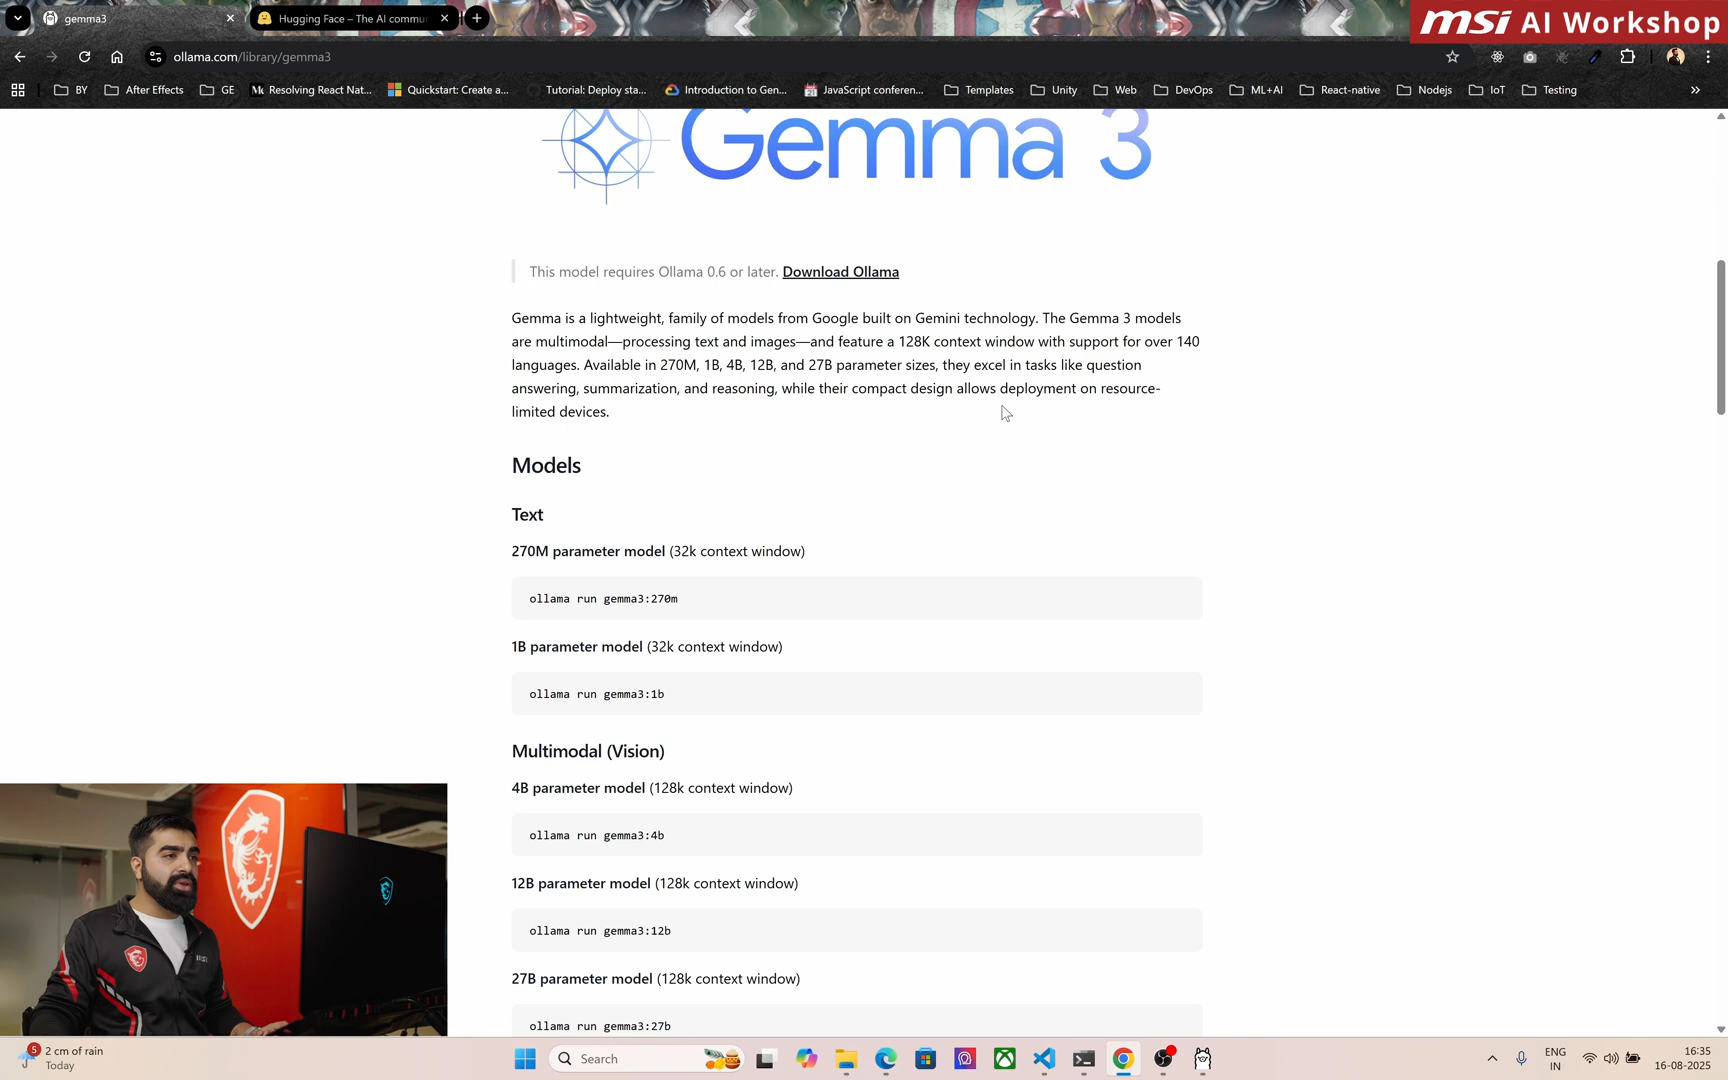 gemma3
Hugging Face – The AI commu
msi AI Workshop
ollama.com/library/gemma3
BY
After Effects
GE
Resolving React Nat...
Quickstart: Create a...
Tutorial: Deploy sta...
Introduction to Gen...
JavaScript conferen...
Templates
Unity
Web
DevOps
ML+AI
React-native
Nodejs
IoT
Testing
Gemma 3
This model requires Ollama 0.6 or later. Download Ollama
Gemma is a lightweight, family of models from Google built on Gemini technology. The Gemma 3 models
are multimodal—processing text and images—and feature a 128K context window with support for over 140
languages. Available in 270M, 1B, 4B, 12B, and 27B parameter sizes, they excel in tasks like question
answering, summarization, and reasoning, while their compact design allows deployment on resource-
limited devices.
Models
Text
270M parameter model (32k context window)
ollama run gemma3:270m
1B parameter model (32k context window)
ollama run gemma3:1b
Multimodal (Vision)
4B parameter model (128k context window)
ollama run gemma3:4b
12B parameter model (128k context window)
ollama run gemma3:12b
27B parameter model (128k context window)
ollama run gemma3:27b
msi
5
2 cm of rain
Today
Search
ENG
IN
16:35
16-08-2025